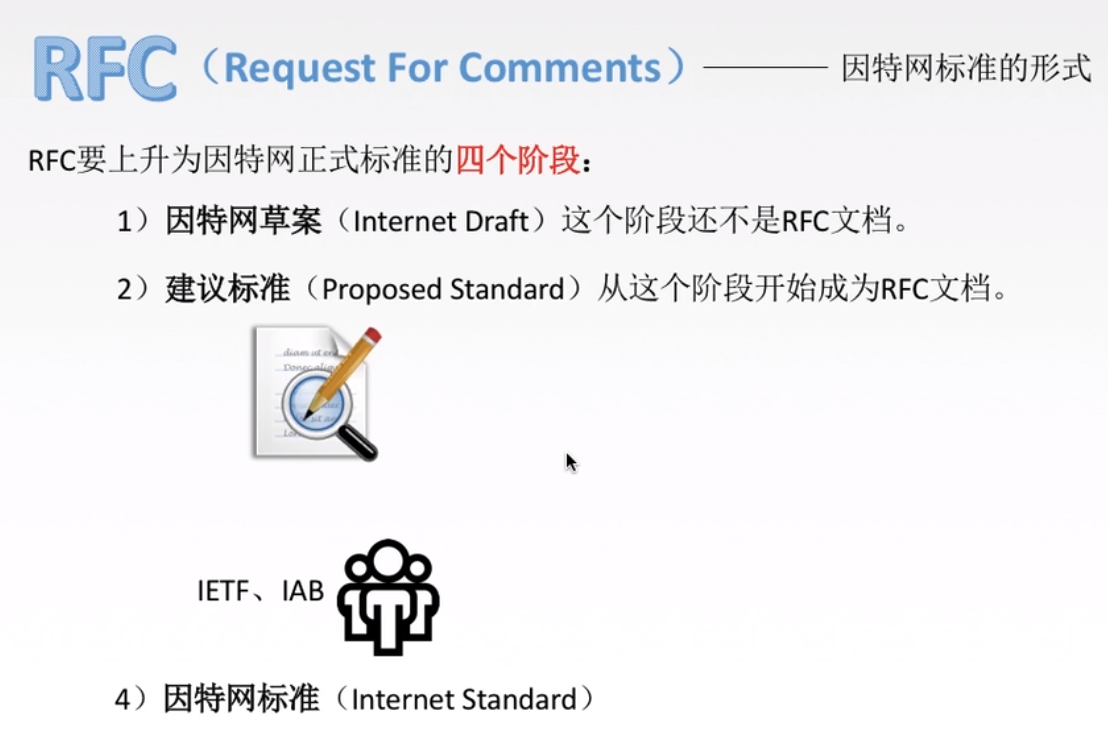 RFC（Request For Comments）——— 因特网标准的形式
RFC要上升为因特网正式标准的四个阶段：
1）因特网草案（Internet Draft）这个阶段还不是RFC文档。
2）建议标准（Proposed Standard）从这个阶段开始成为RFC文档。
diam ut
IETF、IAB
4）因特网标准（Internet Standard）